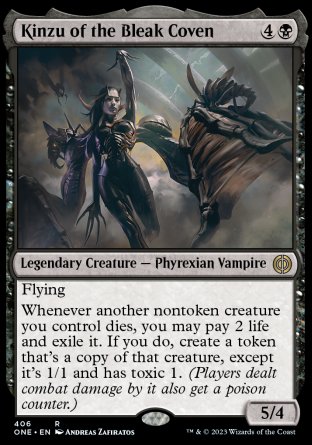 Kinzu of the Bleak Coven 4
Legendary Creature — Phyrexian Vampire
Flying
Whenever another nontoken creature
you control dies, you may pay 2 life
and exile it. If you do, create a token
that's a copy of that creature, except
it's 1/1 and has toxic 1. (Players dealt
combat damage by it also get a poison
counter.)
5/4
406 R
ONE • EN ANDREAS ZAFIRATOS
™ & © 2023 Wizards of the Coast